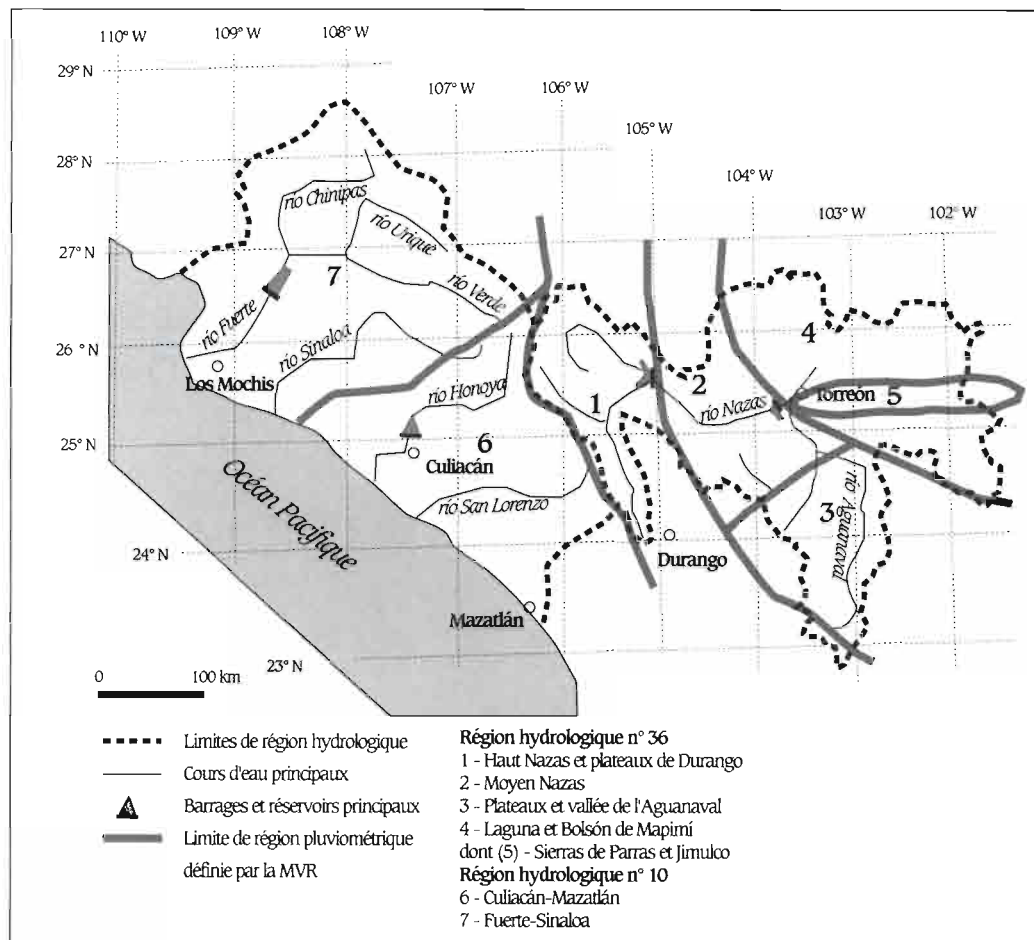 110° W
109° W
108° W
107° W
106° W
105° W
104° W
103° W
102° W
29° N
28° N
27° N
26° N
25° N
24° N
23° N
río Chinipas
río Urique
río Verde
7
río Fuerte
río Sinaloa
Los Mochis
río Honoya
6
Culiacán
río San Lorenzo
Océan Pacifique
Mazatlán
1
2
río Nazas
4
Torreón
5
3
río Aguanaval
Durango
0 100 km
Limites de région hydrologique
Cours d'eau principaux
Barrages et réservoirs principaux
Limite de région pluviométrique
définie par la MVR
Région hydrologique n° 36
1 - Haut Nazas et plateaux de Durango
2 - Moyen Nazas
3 - Plateaux et vallée de l'Aguanaval
4 - Laguna et Bolsón de Mapimí
dont (5) - Sierras de Parras et Jimulco
Région hydrologique n° 10
6 - Culiacán-Mazatlán
7 - Fuerte-Sinaloa